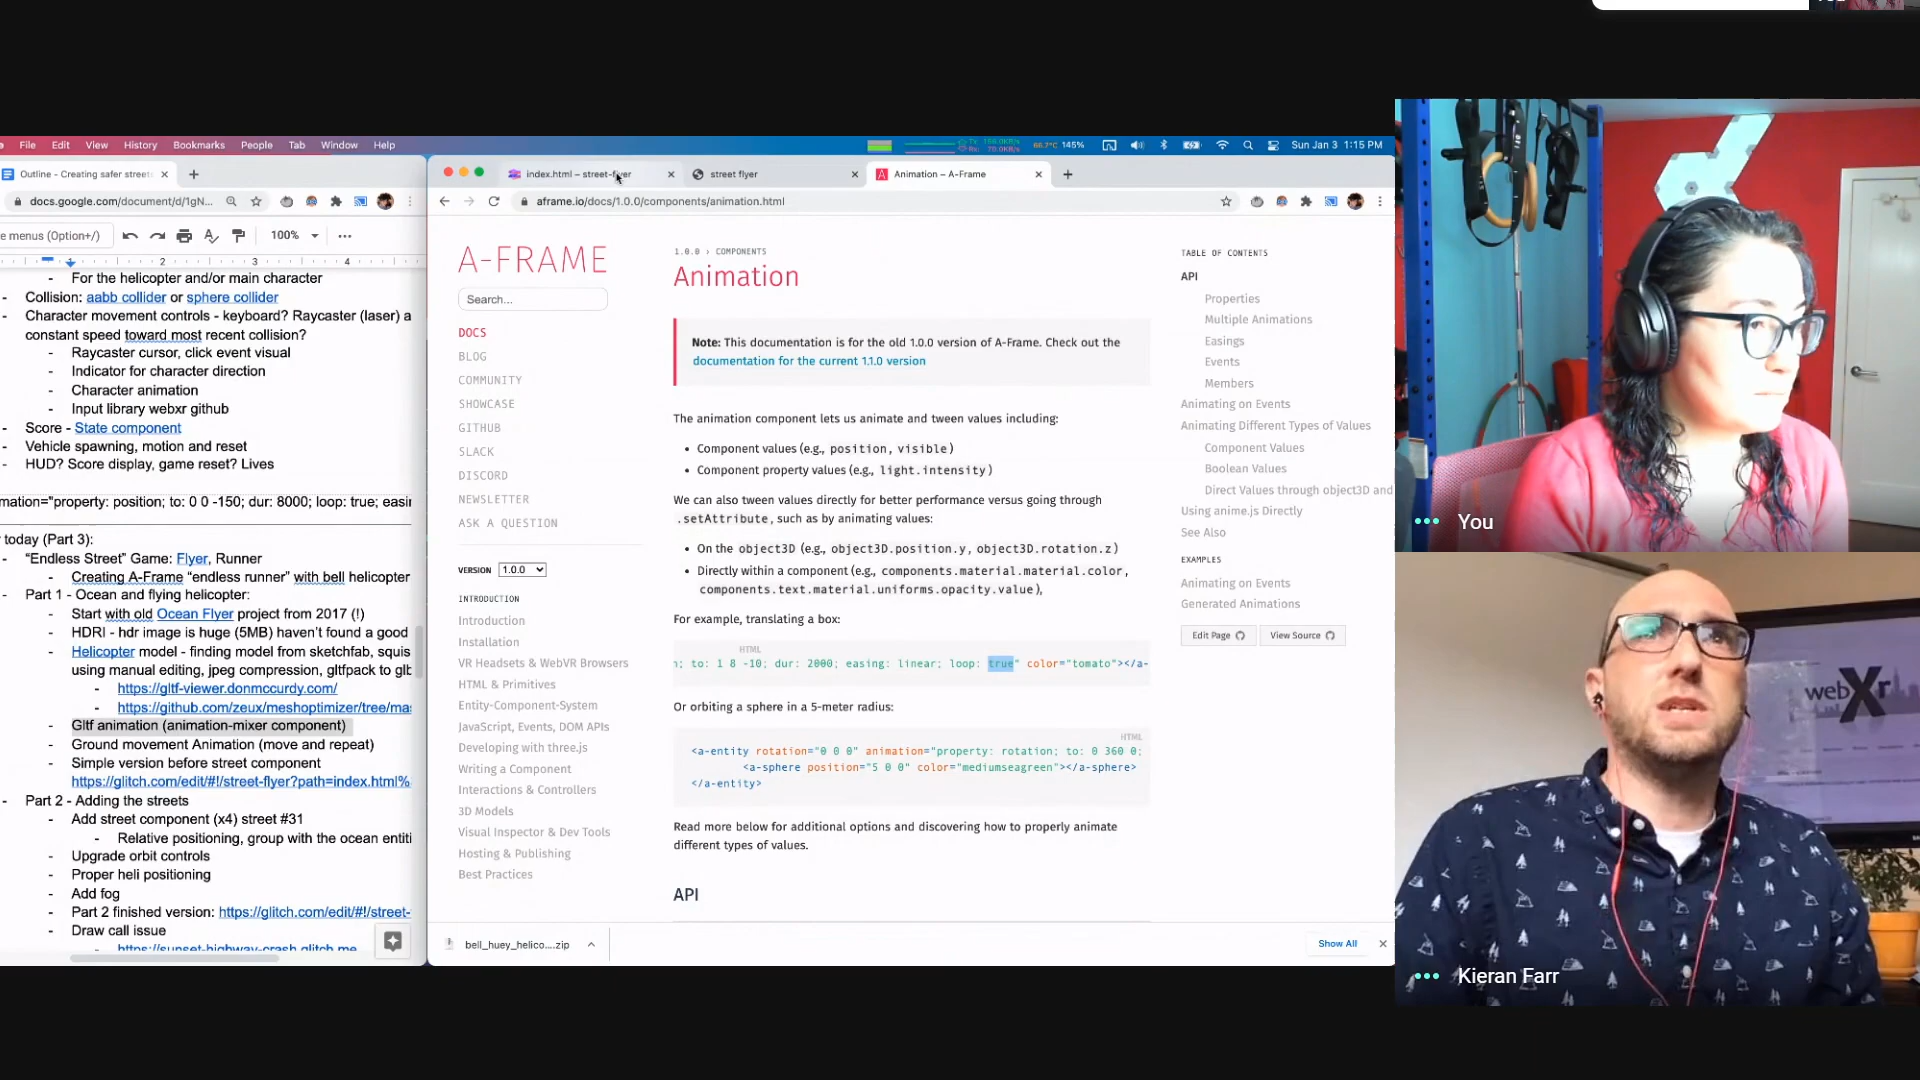 File Edit View History Bookmarks People Tab Window Help
66.7°C 145% Sun Jan 3 1:15 PM
Outline - Creating safer streets
docs.google.com/document/d/1gN...
e menus (Option+/) 100%
2 3 4
- For the helicopter and/or main character
- Collision: aabb collider or sphere collider
- Character movement controls - keyboard? Raycaster (laser) a
constant speed toward most recent collision?
- Raycaster cursor, click event visual
- Indicator for character direction
- Character animation
- Input library webxr github
- Score - State component
- Vehicle spawning, motion and reset
- HUD? Score display, game reset? Lives
mation="property: position; to: 0 0 -150; dur: 8000; loop: true; easin
today (Part 3):
- “Endless Street” Game: Flyer, Runner
- Creating A-Frame “endless runner” with bell helicopter
- Part 1 - Ocean and flying helicopter:
- Start with old Ocean Flyer project from 2017 (!)
- HDRI - hdr image is huge (5MB) haven’t found a good
- Helicopter model - finding model from sketchfab, squis
using manual editing, jpeg compression, gltfpack to glb
- https://gltf-viewer.donmccurdy.com/
- https://github.com/zeux/meshoptimizer/tree/mas
- Gltf animation (animation-mixer component)
- Ground movement Animation (move and repeat)
- Simple version before street component
https://glitch.com/edit/#!/street-flyer?path=index.html%
- Part 2 - Adding the streets
- Add street component (x4) street #31
- Relative positioning, group with the ocean entiti
- Upgrade orbit controls
- Proper heli positioning
- Add fog
- Part 2 finished version: https://glitch.com/edit/#!/street-
- Draw call issue
- https://sunset-highway-crash.glitch.me
index.html – street-flyer
street flyer
Animation – A-Frame
aframe.io/docs/1.0.0/components/animation.html
A-FRAME
Search...
DOCS
BLOG
COMMUNITY
SHOWCASE
GITHUB
SLACK
DISCORD
NEWSLETTER
ASK A QUESTION
VERSION 1.0.0
INTRODUCTION
Introduction
Installation
VR Headsets & WebVR Browsers
HTML & Primitives
Entity-Component-System
JavaScript, Events, DOM APIs
Developing with three.js
Writing a Component
Interactions & Controllers
3D Models
Visual Inspector & Dev Tools
Hosting & Publishing
Best Practices
1.0.0 › COMPONENTS
Animation
Note: This documentation is for the old 1.0.0 version of A-Frame. Check out the
documentation for the current 1.1.0 version
The animation component lets us animate and tween values including:
• Component values (e.g., position, visible)
• Component property values (e.g., light.intensity)
We can also tween values directly for better performance versus going through
.setAttribute, such as by animating values:
• On the object3D (e.g., object3D.position.y, object3D.rotation.z)
• Directly within a component (e.g., components.material.material.color,
components.text.material.uniforms.opacity.value),
For example, translating a box:
HTML
n; to: 1 8 -10; dur: 2000; easing: linear; loop: true" color="tomato"></a-
Or orbiting a sphere in a 5-meter radius:
HTML
<a-entity rotation="0 0 0" animation="property: rotation; to: 0 360 0;
<a-sphere position="5 0 0" color="mediumseagreen"></a-sphere>
</a-entity>
Read more below for additional options and discovering how to properly animate
different types of values.
API
TABLE OF CONTENTS
API
Properties
Multiple Animations
Easings
Events
Members
Animating on Events
Animating Different Types of Values
Component Values
Boolean Values
Direct Values through object3D and
Using anime.js Directly
See Also
EXAMPLES
Animating on Events
Generated Animations
Edit Page View Source
bell_huey_helico....zip
Show All
You
webXr
Kieran Farr